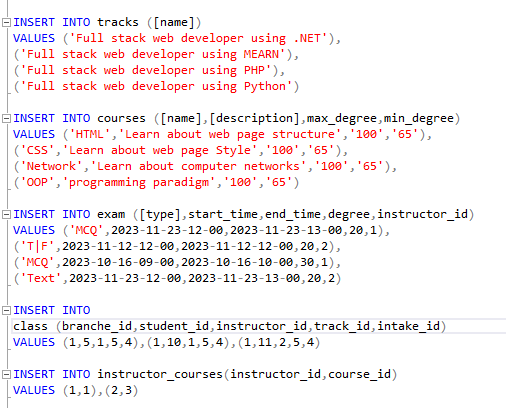 INSERT INTO tracks ([name])
VALUES ('Full stack web developer using .NET'),
('Full stack web developer using MEARN'),
('Full stack web developer using PHP'),
('Full stack web developer using Python')
INSERT INTO courses ([name],[description],max_degree,min_degree)
VALUES ('HTML','Learn about web page structure','100','65'),
('CSS','Learn about web page Style','100','65'),
('Network','Learn about computer networks','100','65'),
('OOP','programming paradigm','100','65')
INSERT INTO exam ([type],start_time,end_time,degree,instructor_id)
VALUES ('MCQ',2023-11-23-12-00,2023-11-23-13-00,20,1),
('T|F',2023-11-12-12-00,2023-11-12-12-00,20,2),
('MCQ',2023-10-16-09-00,2023-10-16-10-00,30,1),
('Text',2023-11-23-12-00,2023-11-23-13-00,20,2)
INSERT INTO
class (branche_id,student_id,instructor_id,track_id,intake_id)
VALUES (1,5,1,5,4),(1,10,1,5,4),(1,11,2,5,4)
INSERT INTO instructor_courses(instructor_id,course_id)
VALUES (1,1),(2,3)